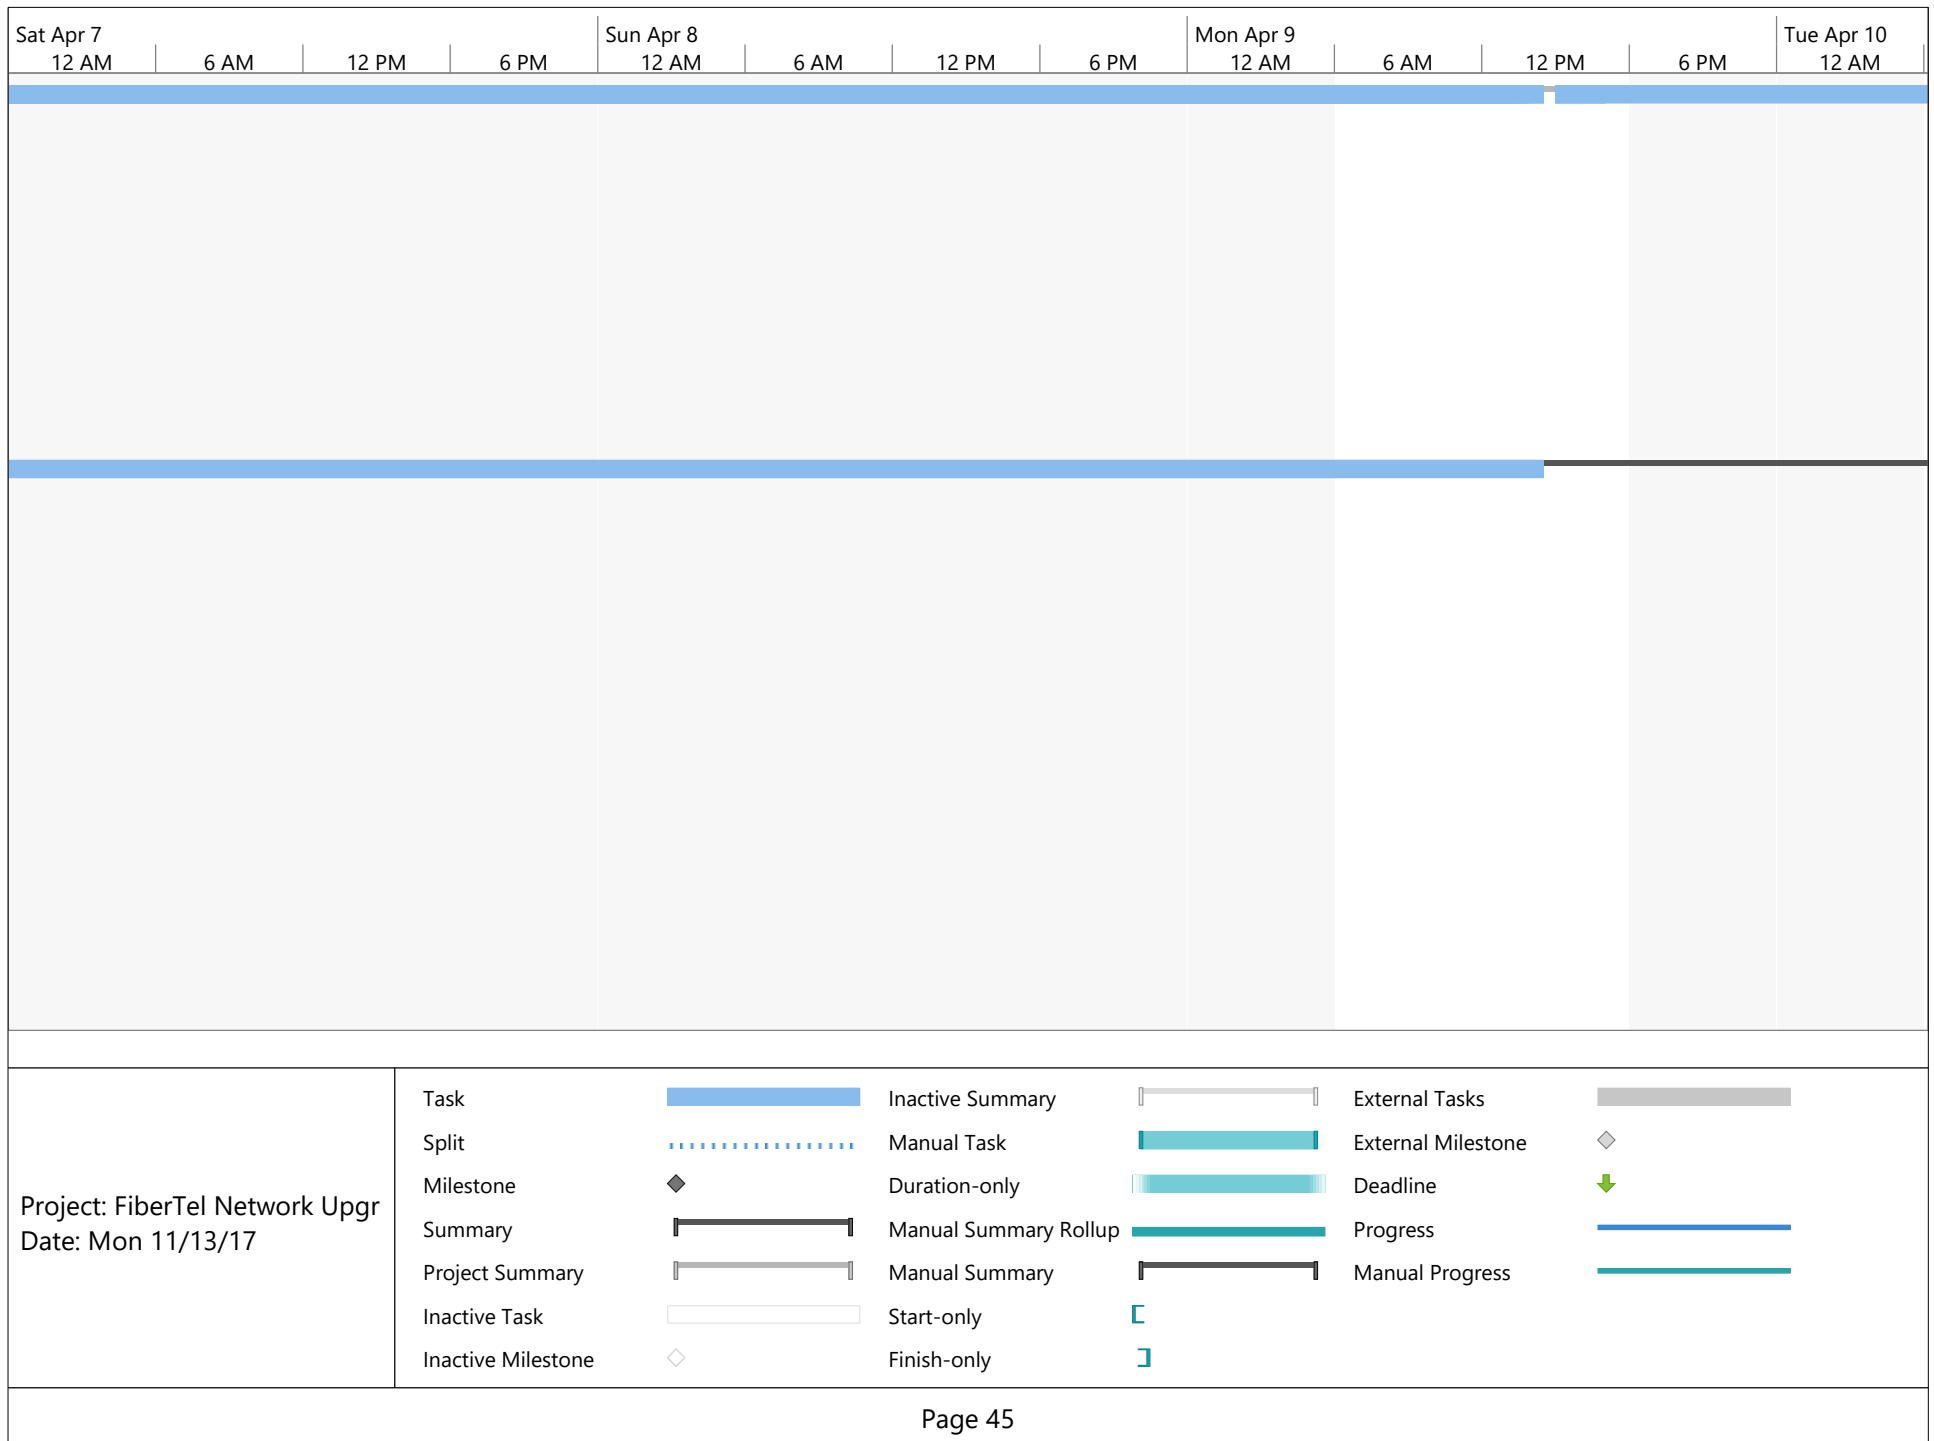 Sat Apr 7 Sun Apr 8 Mon Apr 9 Tue Apr 10
12 AM 6 AM 12 PM 6 PM 12 AM 6 AM 12 PM 6 PM 12 AM 6 AM 12 PM 6 PM 12 AM
Project: FiberTel Network Upgr
Date: Mon 11/13/17
Task
Split
Milestone
Summary
Project Summary
Inactive Task
Inactive Milestone
Inactive Summary
Manual Task
Duration-only
Manual Summary Rollup
Manual Summary
Start-only
Finish-only
External Tasks
External Milestone
Deadline
Progress
Manual Progress
Page 45